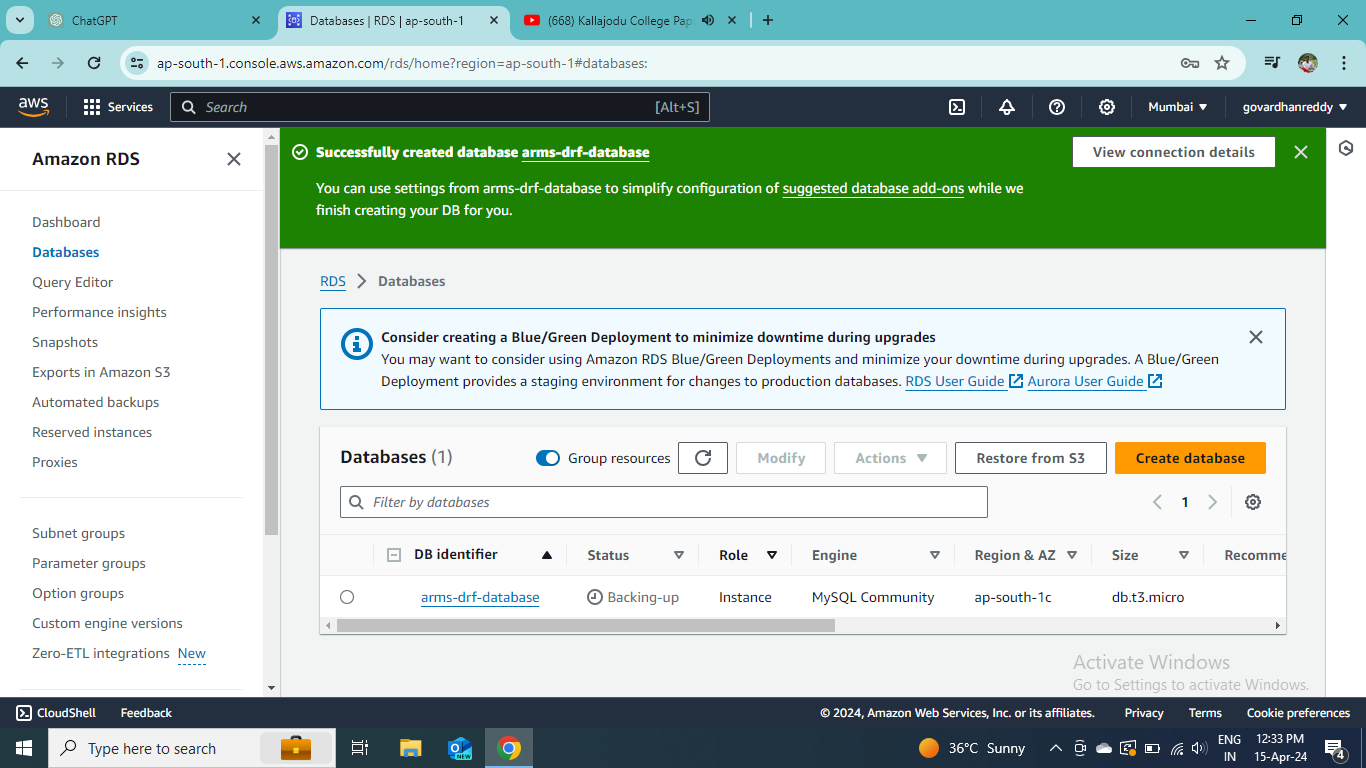 ChatGPT
Databases | RDS | ap-south-1
(668) Kallajodu College Pap
ap-south-1.console.aws.amazon.com/rds/home?region=ap-south-1#databases:
aws
Services
Search
[Alt+S]
Mumbai
govardhanreddy
Amazon RDS
Dashboard
Databases
Query Editor
Performance insights
Snapshots
Exports in Amazon S3
Automated backups
Reserved instances
Proxies
Subnet groups
Parameter groups
Option groups
Custom engine versions
Zero-ETL integrations New
Successfully created database arms-drf-database
View connection details
You can use settings from arms-drf-database to simplify configuration of suggested database add-ons while we
finish creating your DB for you.
RDS > Databases
Consider creating a Blue/Green Deployment to minimize downtime during upgrades
You may want to consider using Amazon RDS Blue/Green Deployments and minimize your downtime during upgrades. A Blue/Green
Deployment provides a staging environment for changes to production databases. RDS User Guide Aurora User Guide
Databases (1)
Group resources
Modify
Actions
Restore from S3
Create database
Filter by databases
1
DB identifier Status Role Engine Region & AZ Size Recomme
arms-drf-database Backing-up Instance MySQL Community ap-south-1c db.t3.micro
Activate Windows
Go to Settings to activate Windows.
CloudShell Feedback
© 2024, Amazon Web Services, Inc. or its affiliates. Privacy Terms Cookie preferences
Type here to search
NEW
36°C Sunny
ENG
IN
12:33 PM
15-Apr-24
4